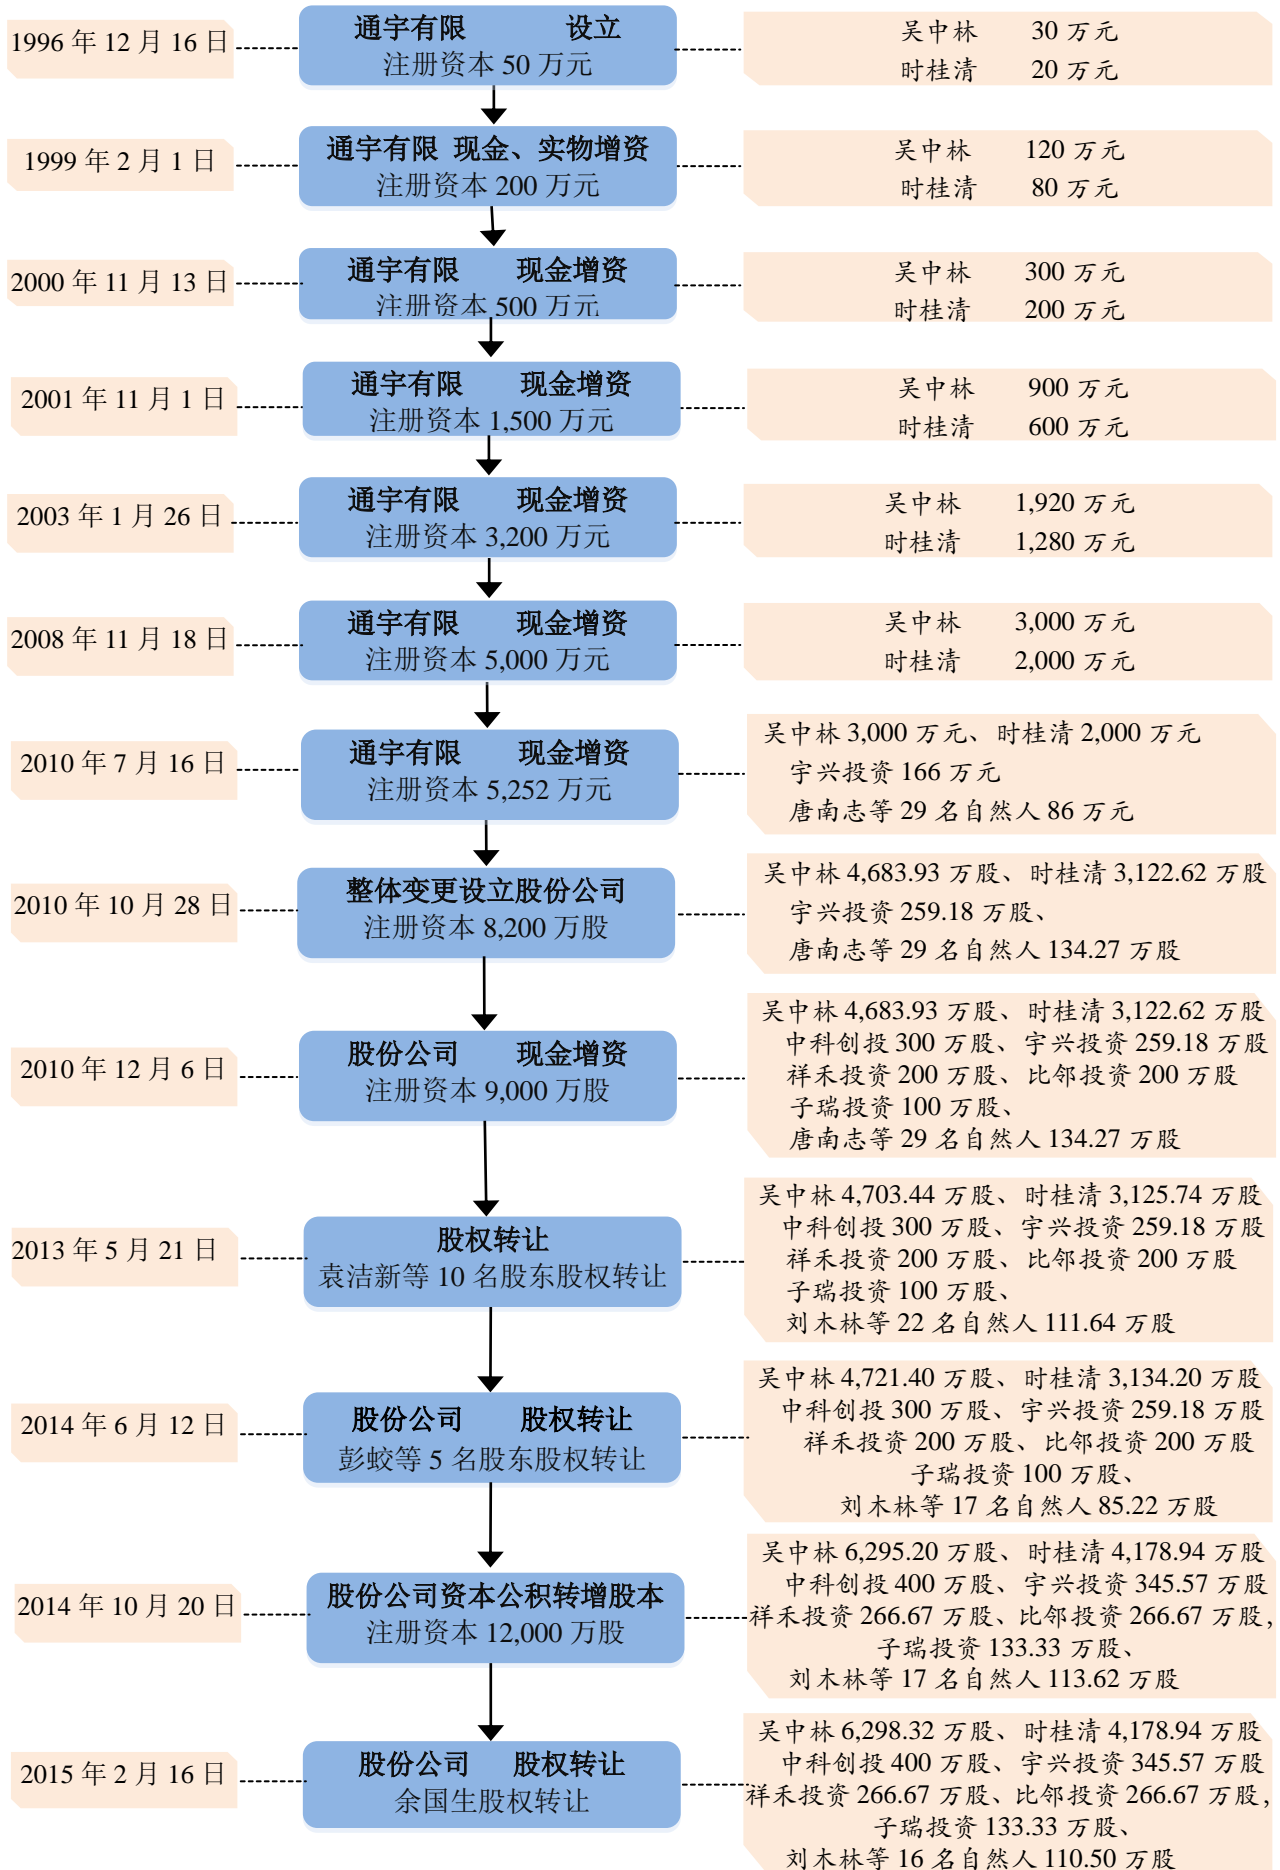 1996 年 12 月 16 日
通宇有限 设立
注册资本 50 万元
吴中林 30 万元
时桂清 20 万元
1999 年 2 月 1 日
通宇有限 现金、实物增资
注册资本 200 万元
吴中林 120 万元
时桂清 80 万元
2000 年 11 月 13 日
通宇有限 现金增资
注册资本 500 万元
吴中林 300 万元
时桂清 200 万元
2001 年 11 月 1 日
通宇有限 现金增资
注册资本 1,500 万元
吴中林 900 万元
时桂清 600 万元
2003 年 1 月 26 日
通宇有限 现金增资
注册资本 3,200 万元
吴中林 1,920 万元
时桂清 1,280 万元
2008 年 11 月 18 日
通宇有限 现金增资
注册资本 5,000 万元
吴中林 3,000 万元
时桂清 2,000 万元
2010 年 7 月 16 日
通宇有限 现金增资
注册资本 5,252 万元
吴中林 3,000 万元、时桂清 2,000 万元
宇兴投资 166 万元
唐南志等 29 名自然人 86 万元
2010 年 10 月 28 日
整体变更设立股份公司
注册资本 8,200 万股
吴中林 4,683.93 万股、时桂清 3,122.62 万股
宇兴投资 259.18 万股、
唐南志等 29 名自然人 134.27 万股
2010 年 12 月 6 日
股份公司 现金增资
注册资本 9,000 万股
吴中林 4,683.93 万股、时桂清 3,122.62 万股
中科创投 300 万股、宇兴投资 259.18 万股
祥禾投资 200 万股、比邻投资 200 万股
子瑞投资 100 万股、
唐南志等 29 名自然人 134.27 万股
2013 年 5 月 21 日
股权转让
袁洁新等 10 名股东股权转让
吴中林 4,703.44 万股、时桂清 3,125.74 万股
中科创投 300 万股、宇兴投资 259.18 万股
祥禾投资 200 万股、比邻投资 200 万股
子瑞投资 100 万股、
刘木林等 22 名自然人 111.64 万股
2014 年 6 月 12 日
股份公司 股权转让
彭蛟等 5 名股东股权转让
吴中林 4,721.40 万股、时桂清 3,134.20 万股
中科创投 300 万股、宇兴投资 259.18 万股
祥禾投资 200 万股、比邻投资 200 万股
子瑞投资 100 万股、
刘木林等 17 名自然人 85.22 万股
2014 年 10 月 20 日
股份公司资本公积转增股本
注册资本 12,000 万股
吴中林 6,295.20 万股、时桂清 4,178.94 万股
中科创投 400 万股、宇兴投资 345.57 万股
祥禾投资 266.67 万股、比邻投资 266.67 万股，
子瑞投资 133.33 万股、
刘木林等 17 名自然人 113.62 万股
2015 年 2 月 16 日
股份公司 股权转让
余国生股权转让
吴中林 6,298.32 万股、时桂清 4,178.94 万股
中科创投 400 万股、宇兴投资 345.57 万股
祥禾投资 266.67 万股、比邻投资 266.67 万股，
子瑞投资 133.33 万股、
刘木林等 16 名自然人 110.50 万股